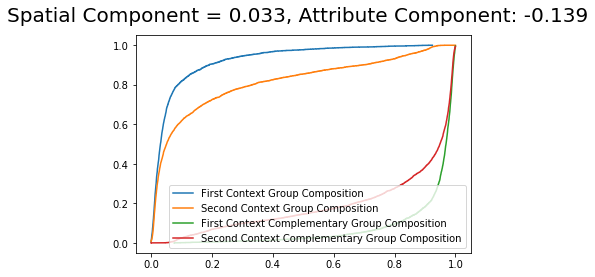 Spatial Component = 0.033, Attribute Component: -0.139
1.0
0.8
0.6
0.4
0.2
0.0
First Context Group Composition
Second Context Group Composition
First Context Complementary Group Composition
Second Context Complementary Group Composition
0.0 0.2 0.4 0.6 0.8 1.0